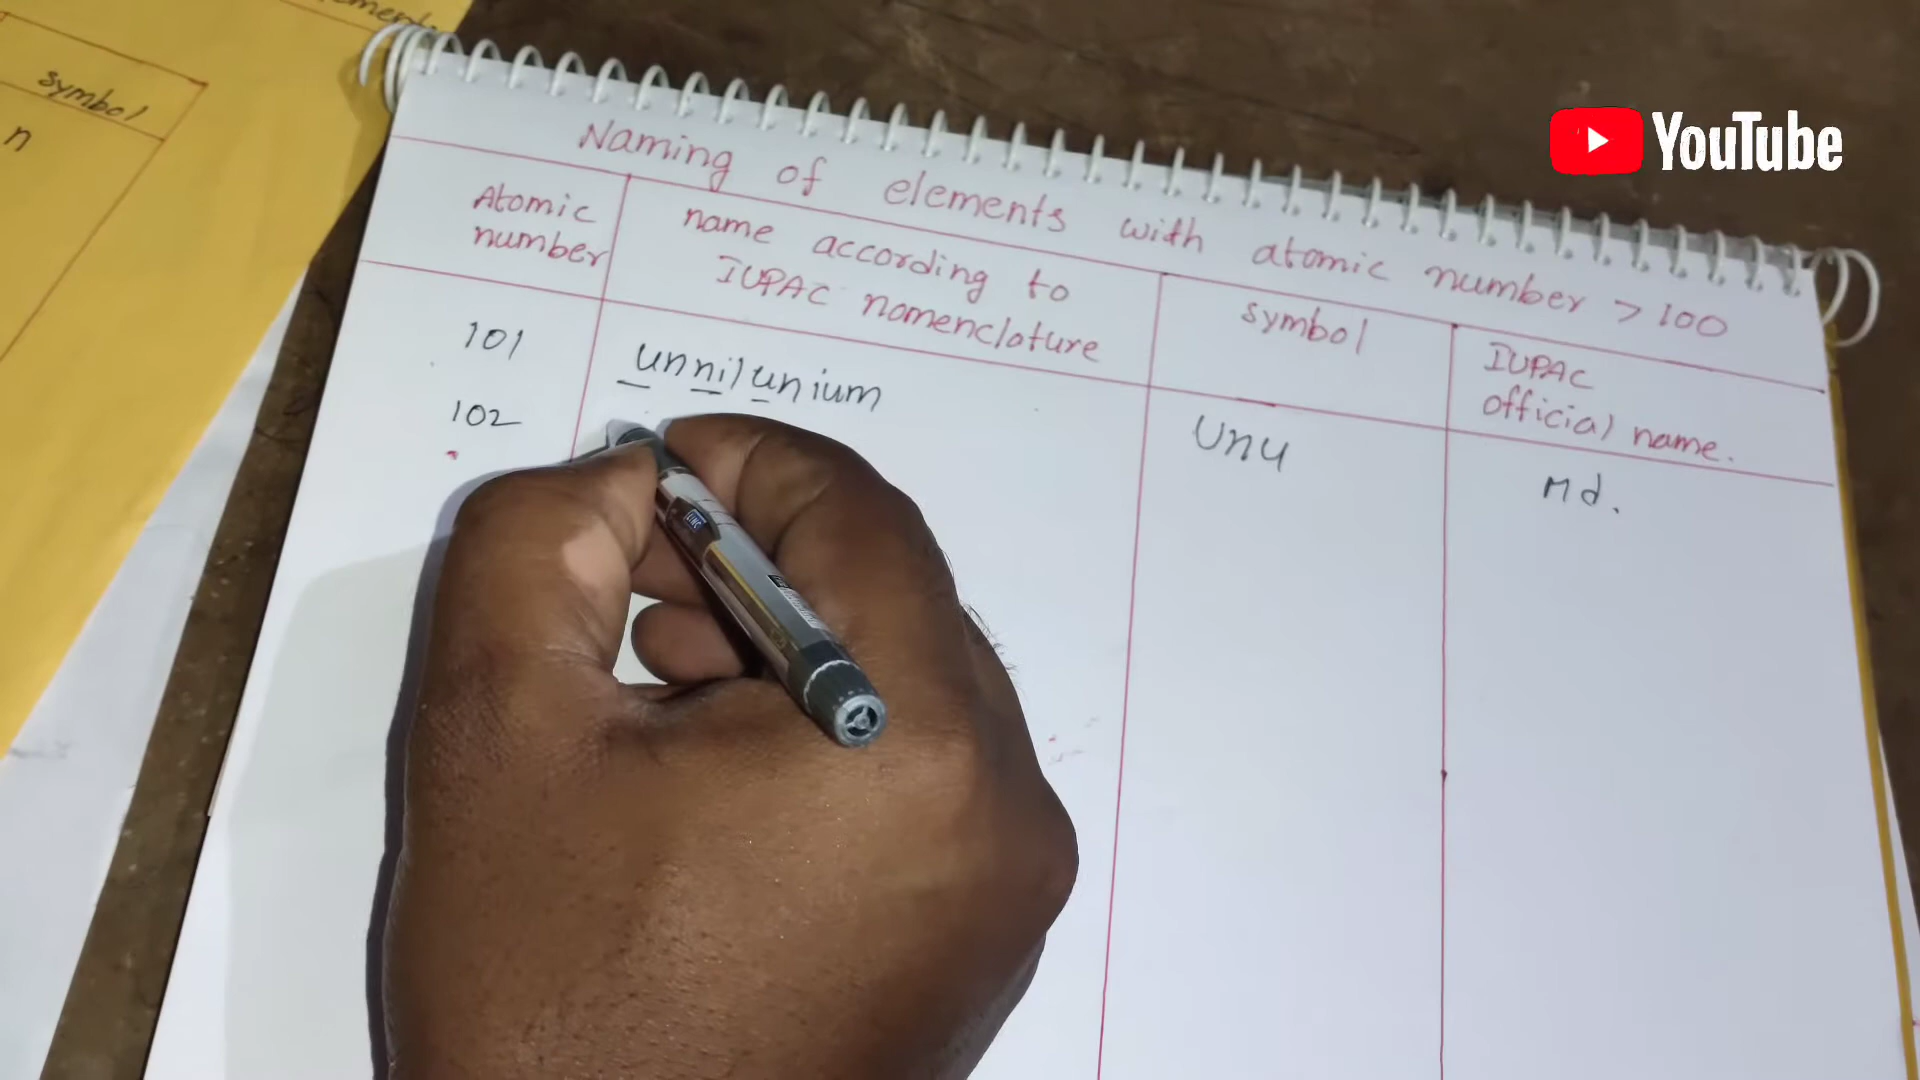 symbol
n
YouTube
Naming of elements with atomic number > 100
Atomic
number
name according to
IUPAC nomenclature
symbol
IUPAC
official name.
101
unnilunium
Unu
Md.
102